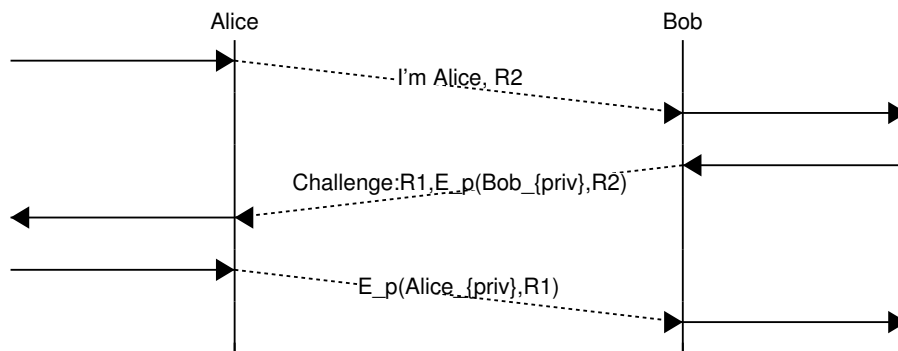 Alice
Bob
I'm Alice, R2
Challenge:R1,E_p(Bob_{priv},R2)
E_p(Alice_{priv},R1)